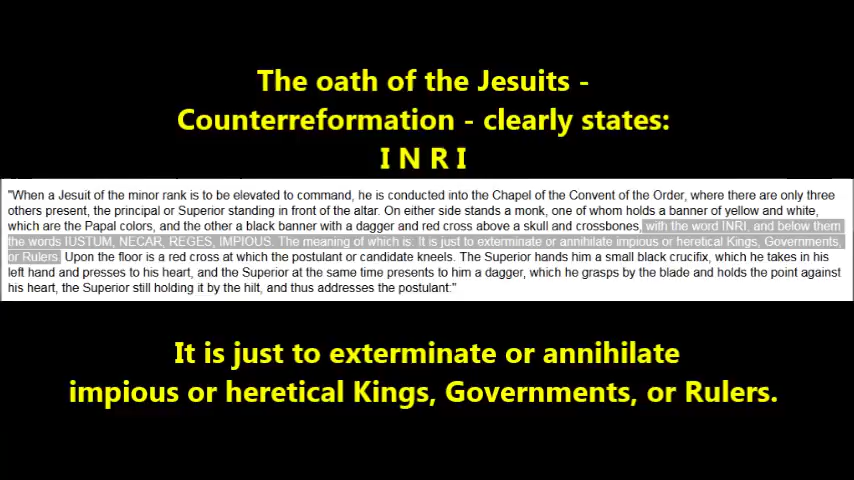 The oath of the Jesuits -
Counterreformation - clearly states:
I N R I
"When a Jesuit of the minor rank is to be elevated to command, he is conducted into the Chapel of the Convent of the Order, where there are only three
others present, the principal or Superior standing in front of the altar. On either side stands a monk, one of whom holds a banner of yellow and white,
which are the Papal colors, and the other a black banner with a dagger and red cross above a skull and crossbones, with the word INRI, and below them
the words IUSTUM, NECAR, REGES, IMPIOUS. The meaning of which is: It is just to exterminate or annihilate impious or heretical Kings, Governments,
or Rulers. Upon the floor is a red cross at which the postulant or candidate kneels. The Superior hands him a small black crucifix, which he takes in his
left hand and presses to his heart, and the Superior at the same time presents to him a dagger, which he grasps by the blade and holds the point against
his heart, the Superior still holding it by the hilt, and thus addresses the postulant:"
It is just to exterminate or annihilate
impious or heretical Kings, Governments, or Rulers.